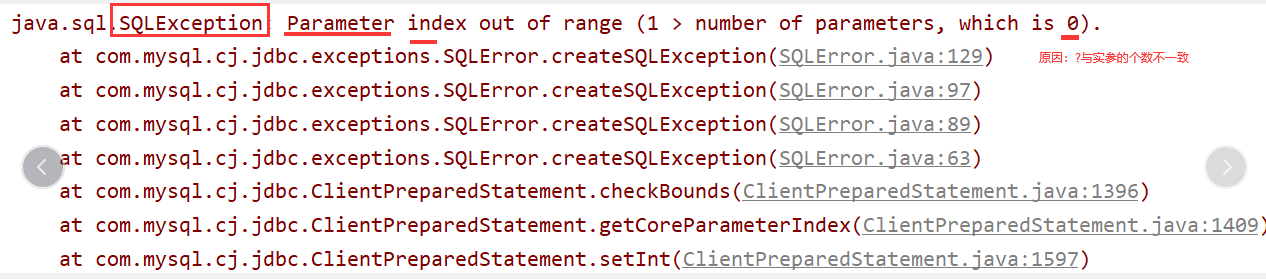 java.sql.SQLException: Parameter index out of range (1 > number of parameters, which is 0).
at com.mysql.cj.jdbc.exceptions.SQLError.createSQLException(SQLError.java:129)
原因：?与实参的个数不一致
at com.mysql.cj.jdbc.exceptions.SQLError.createSQLException(SQLError.java:97)
at com.mysql.cj.jdbc.exceptions.SQLError.createSQLException(SQLError.java:89)
at com.mysql.cj.jdbc.exceptions.SQLError.createSQLException(SQLError.java:63)
at com.mysql.cj.jdbc.ClientPreparedStatement.checkBounds(ClientPreparedStatement.java:1396)
at com.mysql.cj.jdbc.ClientPreparedStatement.getCoreParameterIndex(ClientPreparedStatement.java:1409)
at com.mysql.cj.jdbc.ClientPreparedStatement.setInt(ClientPreparedStatement.java:1597)